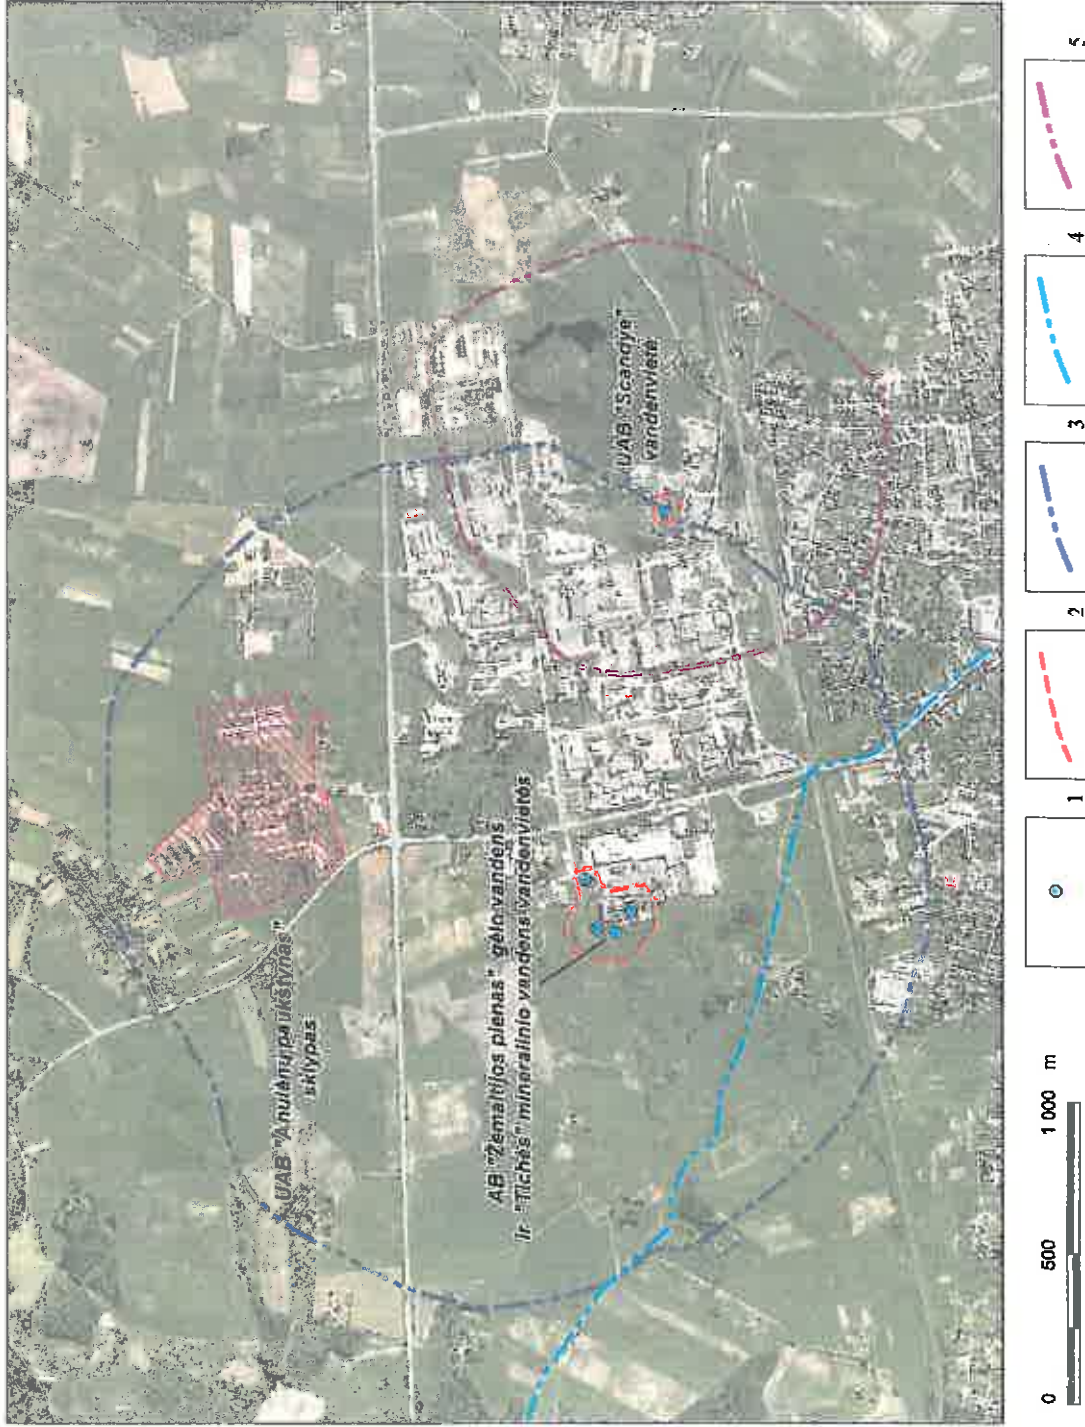 UAB "Anulėnų paukštynas"
sklypas
AB "Žemaitijos pienas" gėlo vandens
ir "Tichės" mineralinio vandens vandenvietės
UAB "Scanoye"
vandenvietė
0 500 1 000 m
1 2 3 4 5